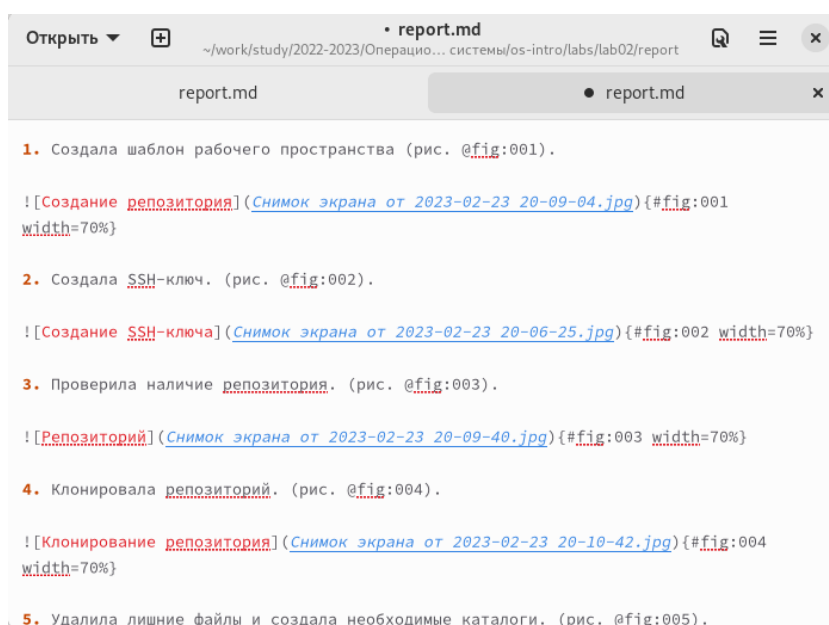 Открыть
• report.md
~/work/study/2022-2023/Операцио... системы/os-intro/labs/lab02/report
report.md
● report.md
1. Создала шаблон рабочего пространства (рис. @fig:001).
![Создание репозитория](Снимок экрана от 2023-02-23 20-09-04.jpg){#fig:001
width=70%}
2. Создала SSH-ключ. (рис. @fig:002).
![Создание SSH-ключа](Снимок экрана от 2023-02-23 20-06-25.jpg){#fig:002 width=70%}
3. Проверила наличие репозитория. (рис. @fig:003).
![Репозиторий](Снимок экрана от 2023-02-23 20-09-40.jpg){#fig:003 width=70%}
4. Клонировала репозиторий. (рис. @fig:004).
![Клонирование репозитория](Снимок экрана от 2023-02-23 20-10-42.jpg){#fig:004
width=70%}
5. Удалила лишние файлы и создала необходимые каталоги. (рис. @fig:005).